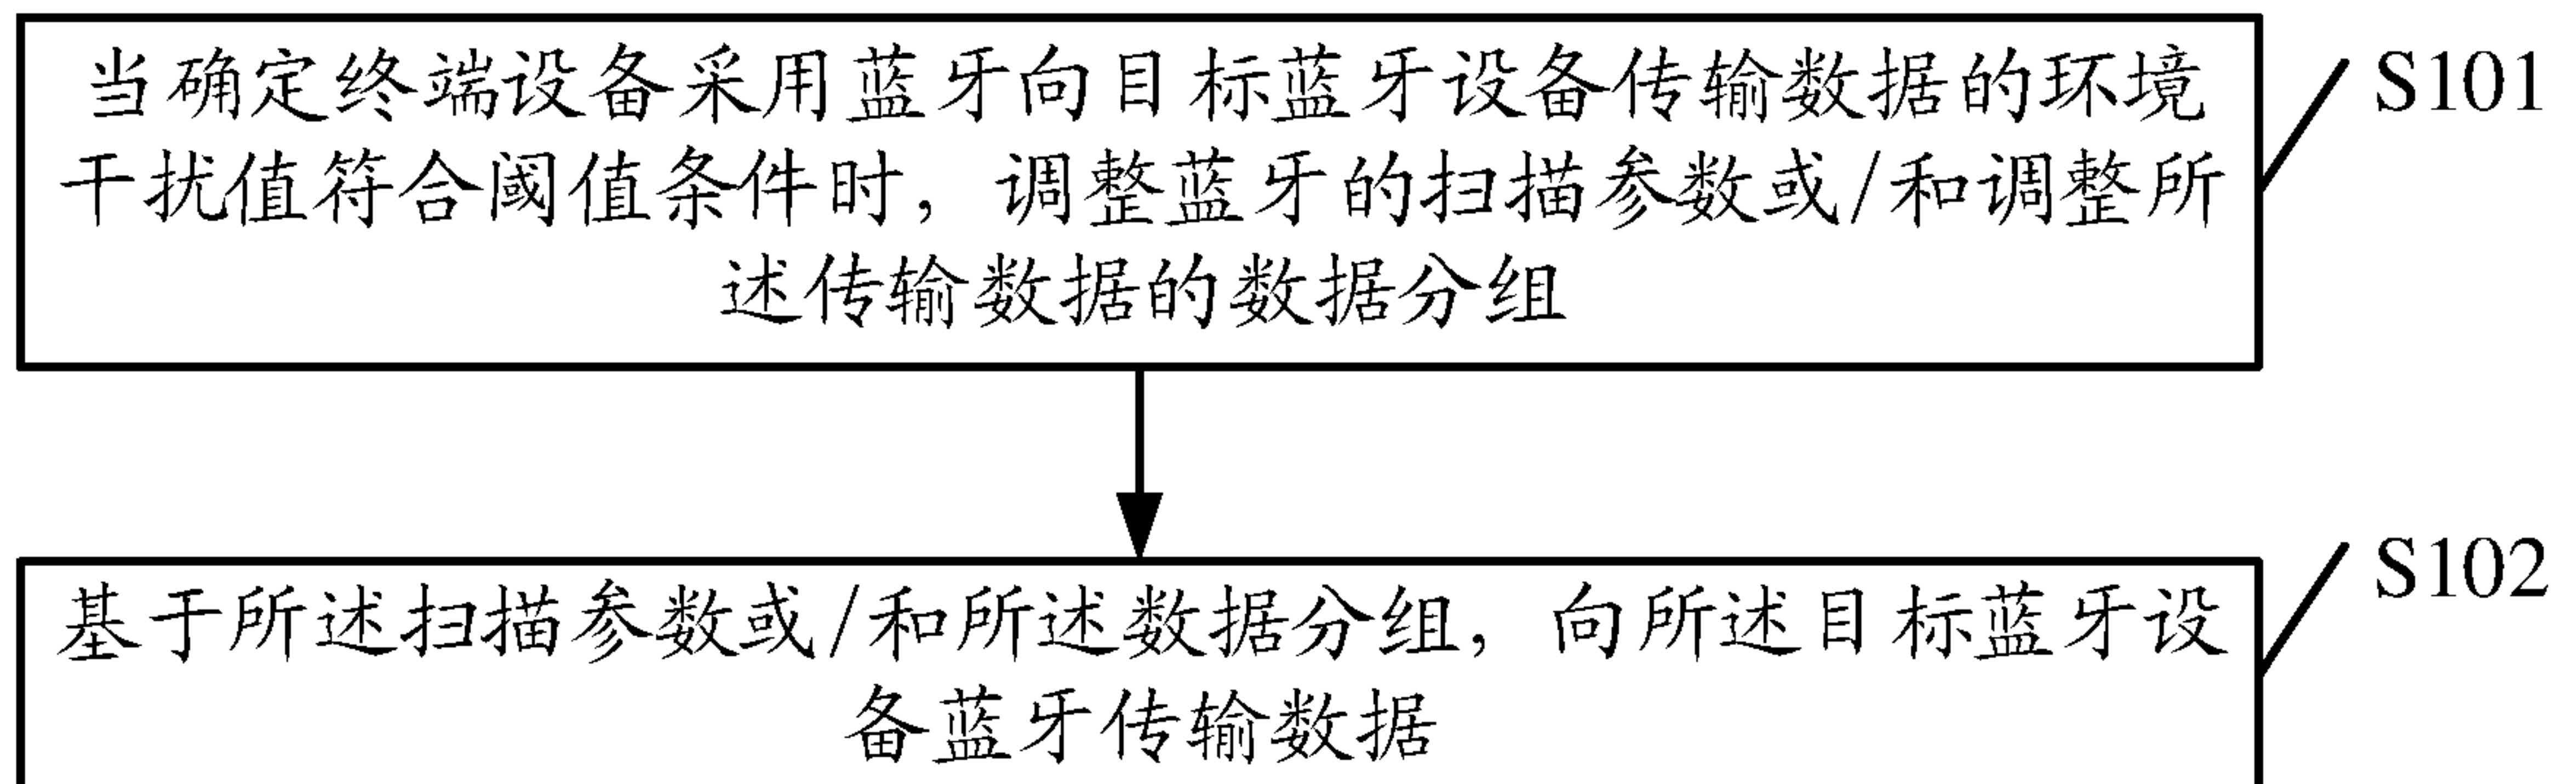 当确定终端设备采用蓝牙向目标蓝牙设备传输数据的环境
干扰值符合阈值条件时，调整蓝牙的扫描参数或/和调整所
述传输数据的数据分组
S101
基于所述扫描参数或/和所述数据分组，向所述目标蓝牙设
备蓝牙传输数据
S102